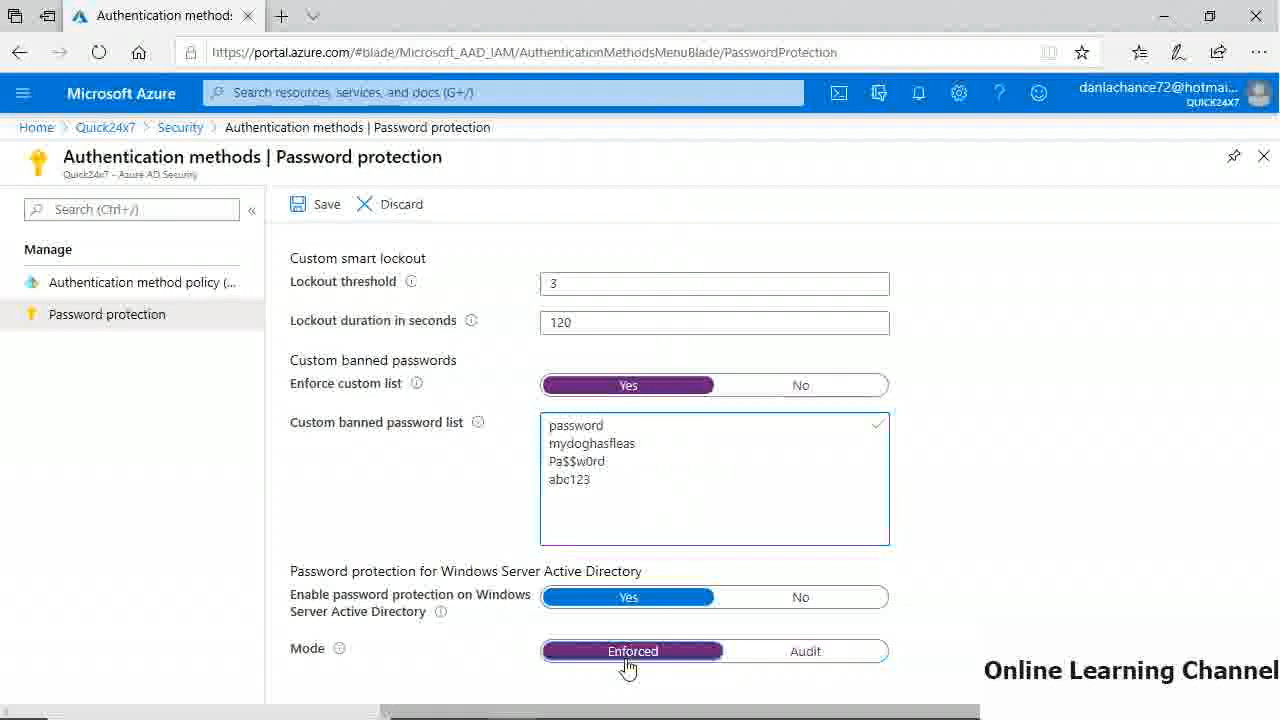 Authentication methods
https://portal.azure.com/#blade/Microsoft_AAD_IAM/AuthenticationMethodsMenuBlade/PasswordProtection
Microsoft Azure
Search resources, services, and docs (G+/)
danlachance72@hotmai...
QUICK24X7
Home > Quick24x7 > Security > Authentication methods | Password protection
Authentication methods | Password protection
Quick24x7 - Azure AD Security
Search (Ctrl+/)
«
Save
Discard
Manage
Authentication method policy (...
Password protection
Custom smart lockout
Lockout threshold
3
Lockout duration in seconds
120
Custom banned passwords
Enforce custom list
Yes
No
Custom banned password list
password
mydoghasfleas
Pa$$w0rd
abc123
Password protection for Windows Server Active Directory
Enable password protection on Windows
Server Active Directory
Yes
No
Mode
Enforced
Audit
Online Learning Channel